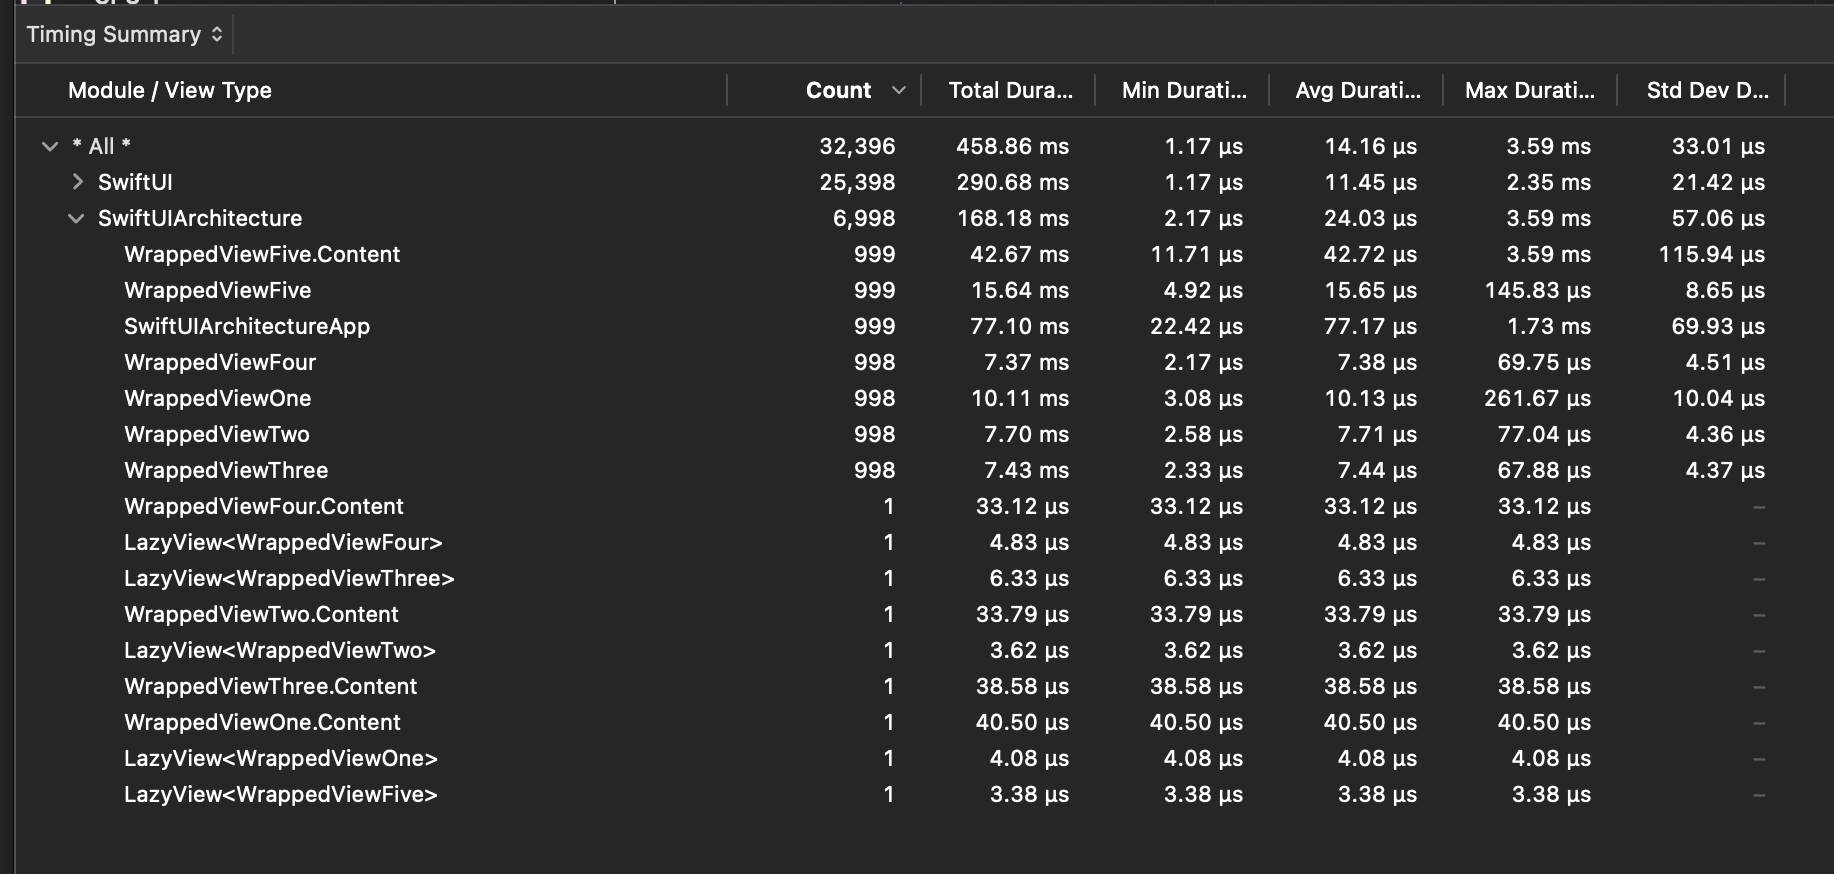 Timing Summary
Module / View Type Count Total Dura... Min Durati... Avg Durati... Max Durati... Std Dev D...
* All * 32,396 458.86 ms 1.17 µs 14.16 µs 3.59 ms 33.01 µs
SwiftUI 25,398 290.68 ms 1.17 µs 11.45 µs 2.35 ms 21.42 µs
SwiftUIArchitecture 6,998 168.18 ms 2.17 µs 24.03 µs 3.59 ms 57.06 µs
WrappedViewFive.Content 999 42.67 ms 11.71 µs 42.72 µs 3.59 ms 115.94 µs
WrappedViewFive 999 15.64 ms 4.92 µs 15.65 µs 145.83 µs 8.65 µs
SwiftUIArchitectureApp 999 77.10 ms 22.42 µs 77.17 µs 1.73 ms 69.93 µs
WrappedViewFour 998 7.37 ms 2.17 µs 7.38 µs 69.75 µs 4.51 µs
WrappedViewOne 998 10.11 ms 3.08 µs 10.13 µs 261.67 µs 10.04 µs
WrappedViewTwo 998 7.70 ms 2.58 µs 7.71 µs 77.04 µs 4.36 µs
WrappedViewThree 998 7.43 ms 2.33 µs 7.44 µs 67.88 µs 4.37 µs
WrappedViewFour.Content 1 33.12 µs 33.12 µs 33.12 µs 33.12 µs –
LazyView<WrappedViewFour> 1 4.83 µs 4.83 µs 4.83 µs 4.83 µs –
LazyView<WrappedViewThree> 1 6.33 µs 6.33 µs 6.33 µs 6.33 µs –
WrappedViewTwo.Content 1 33.79 µs 33.79 µs 33.79 µs 33.79 µs –
LazyView<WrappedViewTwo> 1 3.62 µs 3.62 µs 3.62 µs 3.62 µs –
WrappedViewThree.Content 1 38.58 µs 38.58 µs 38.58 µs 38.58 µs –
WrappedViewOne.Content 1 40.50 µs 40.50 µs 40.50 µs 40.50 µs –
LazyView<WrappedViewOne> 1 4.08 µs 4.08 µs 4.08 µs 4.08 µs –
LazyView<WrappedViewFive> 1 3.38 µs 3.38 µs 3.38 µs 3.38 µs –